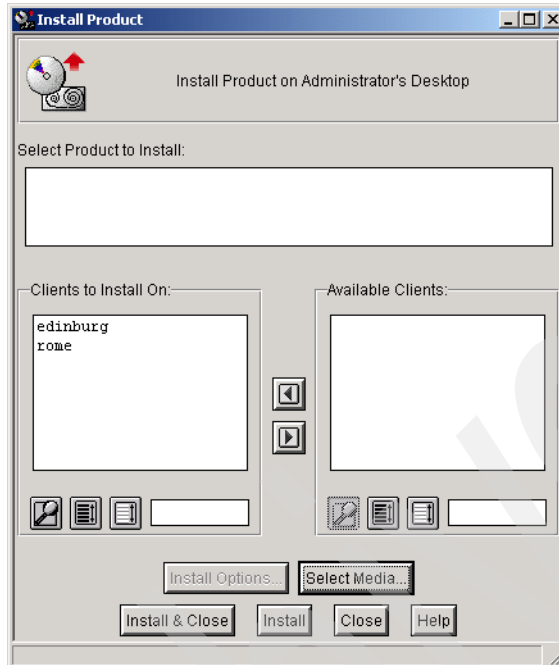 Install Product
Install Product on Administrator's Desktop
Select Product to Install:
Clients to Install On:
edinburg
rome
Available Clients:
Install Options...
Select Media...
Install & Close
Install
Close
Help